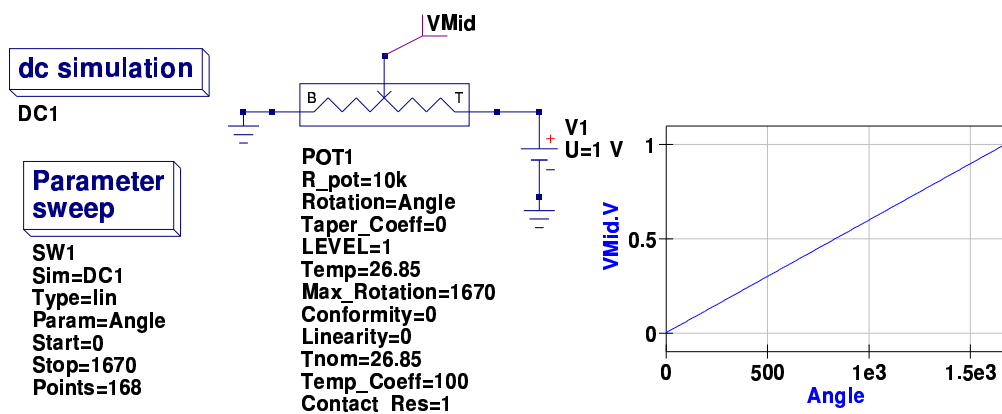 VMid
dc simulation
DC1
B
T
V1
U=1 V
+
-
Parameter
sweep
SW1
Sim=DC1
Type=lin
Param=Angle
Start=0
Stop=1670
Points=168
POT1
R_pot=10k
Rotation=Angle
Taper_Coeff=0
LEVEL=1
Temp=26.85
Max_Rotation=1670
Conformity=0
Linearity=0
Tnom=26.85
Temp_Coeff=100
Contact_Res=1
VMid.V
1
0.5
0
0 500 1e3 1.5e3
Angle